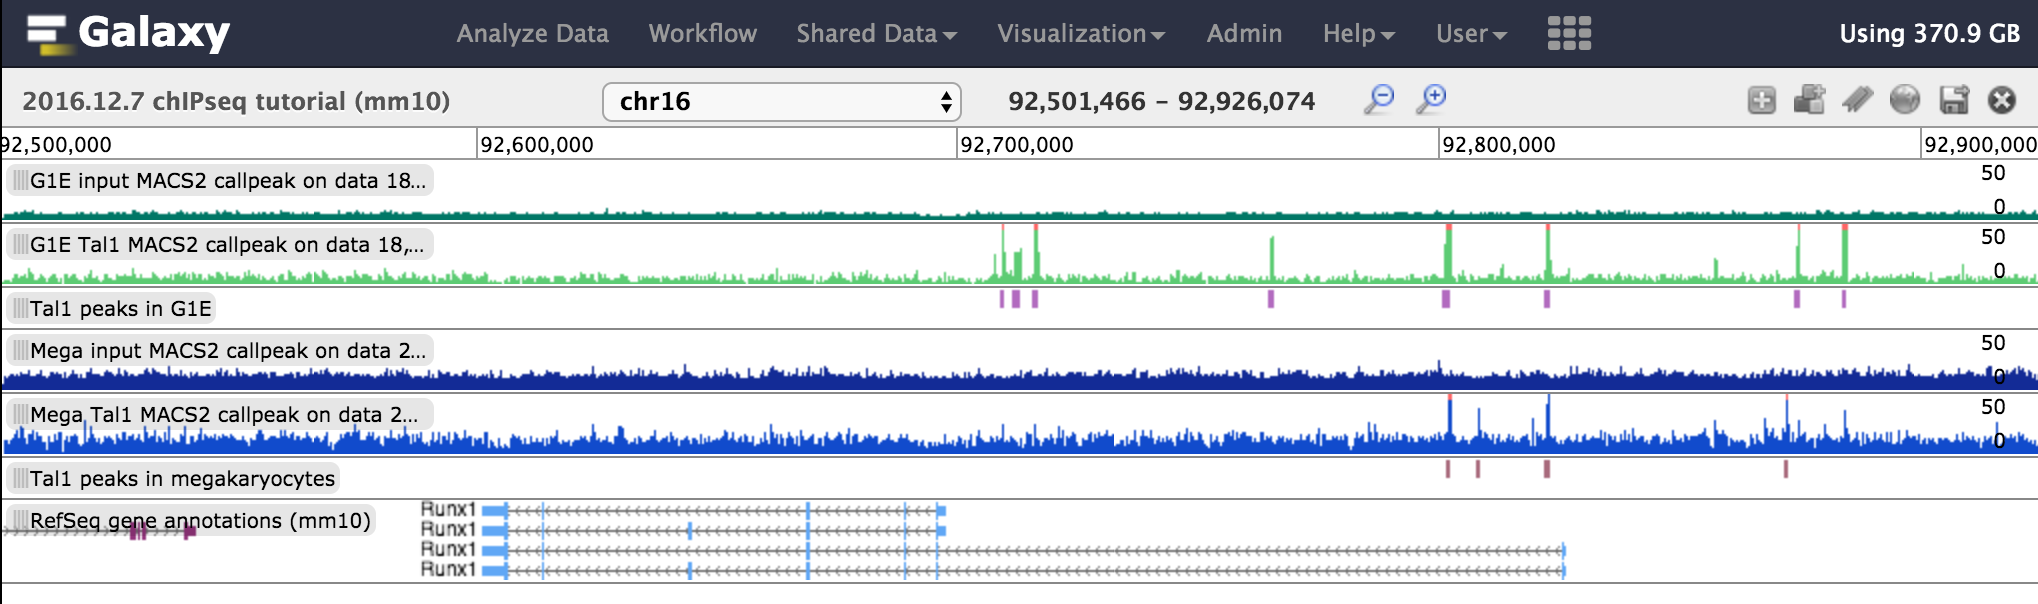 Galaxy Analyze Data Workflow Shared Data Visualization Admin Help User Using 370.9 GB
2016.12.7 chIPseq tutorial (mm10) chr16 92,501,466 - 92,926,074
92,500,000 92,600,000 92,700,000 92,800,000 92,900,000
G1E input MACS2 callpeak on data 18... 50
0
G1E Tal1 MACS2 callpeak on data 18,... 50
0
Tal1 peaks in G1E
Mega input MACS2 callpeak on data 2... 50
0
Mega Tal1 MACS2 callpeak on data 2... 50
0
Tal1 peaks in megakaryocytes
RefSeq gene annotations (mm10)
Runx1
Runx1
Runx1
Runx1